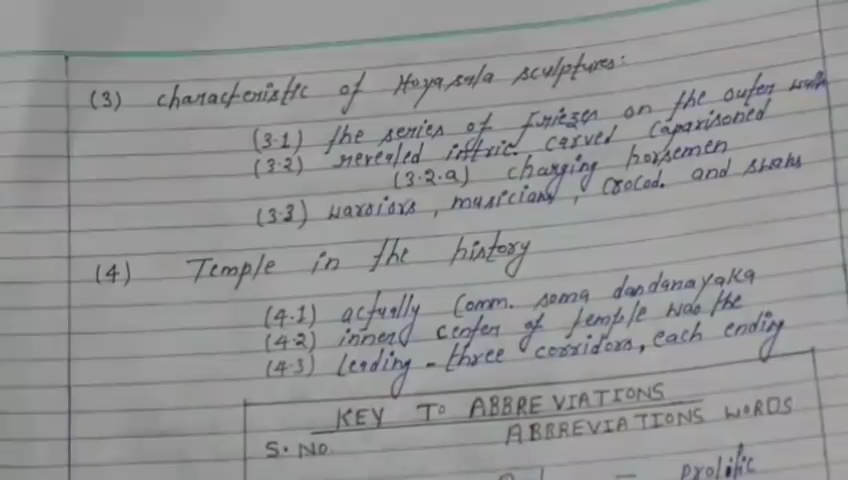 (3) characteristic of Hoyasala sculptures:
(3.1) the series of friezes on the outer walls
(3.2) revealed intric. carved caparisoned
(3.2.a) charging horsemen
(3.3) warriors, musicians, crocod. and
(4) Temple in the history
(4.1) actually Comm. soma dandanayaka
(4.2) inner center of temple was the
(4.3) leading - three corridors, each ending
KEY TO ABBREVIATIONS
S. NO. ABBREVIATIONS WORDS
— prolific